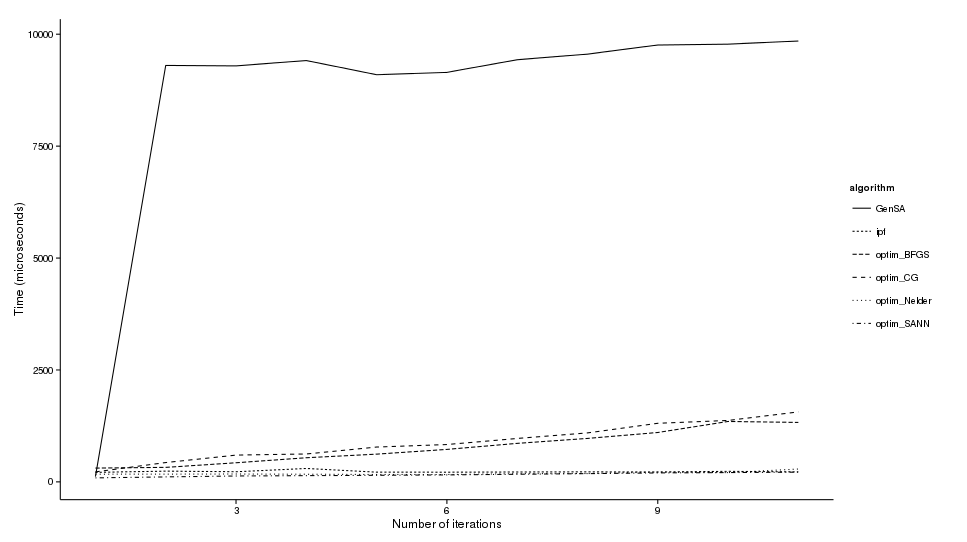 10000
7500
5000
2500
0
Time (microseconds)
3
6
9
Number of iterations
algorithm
GenSA
ipf
optim_BFGS
optim_CG
optim_Nelder
optim_SANN